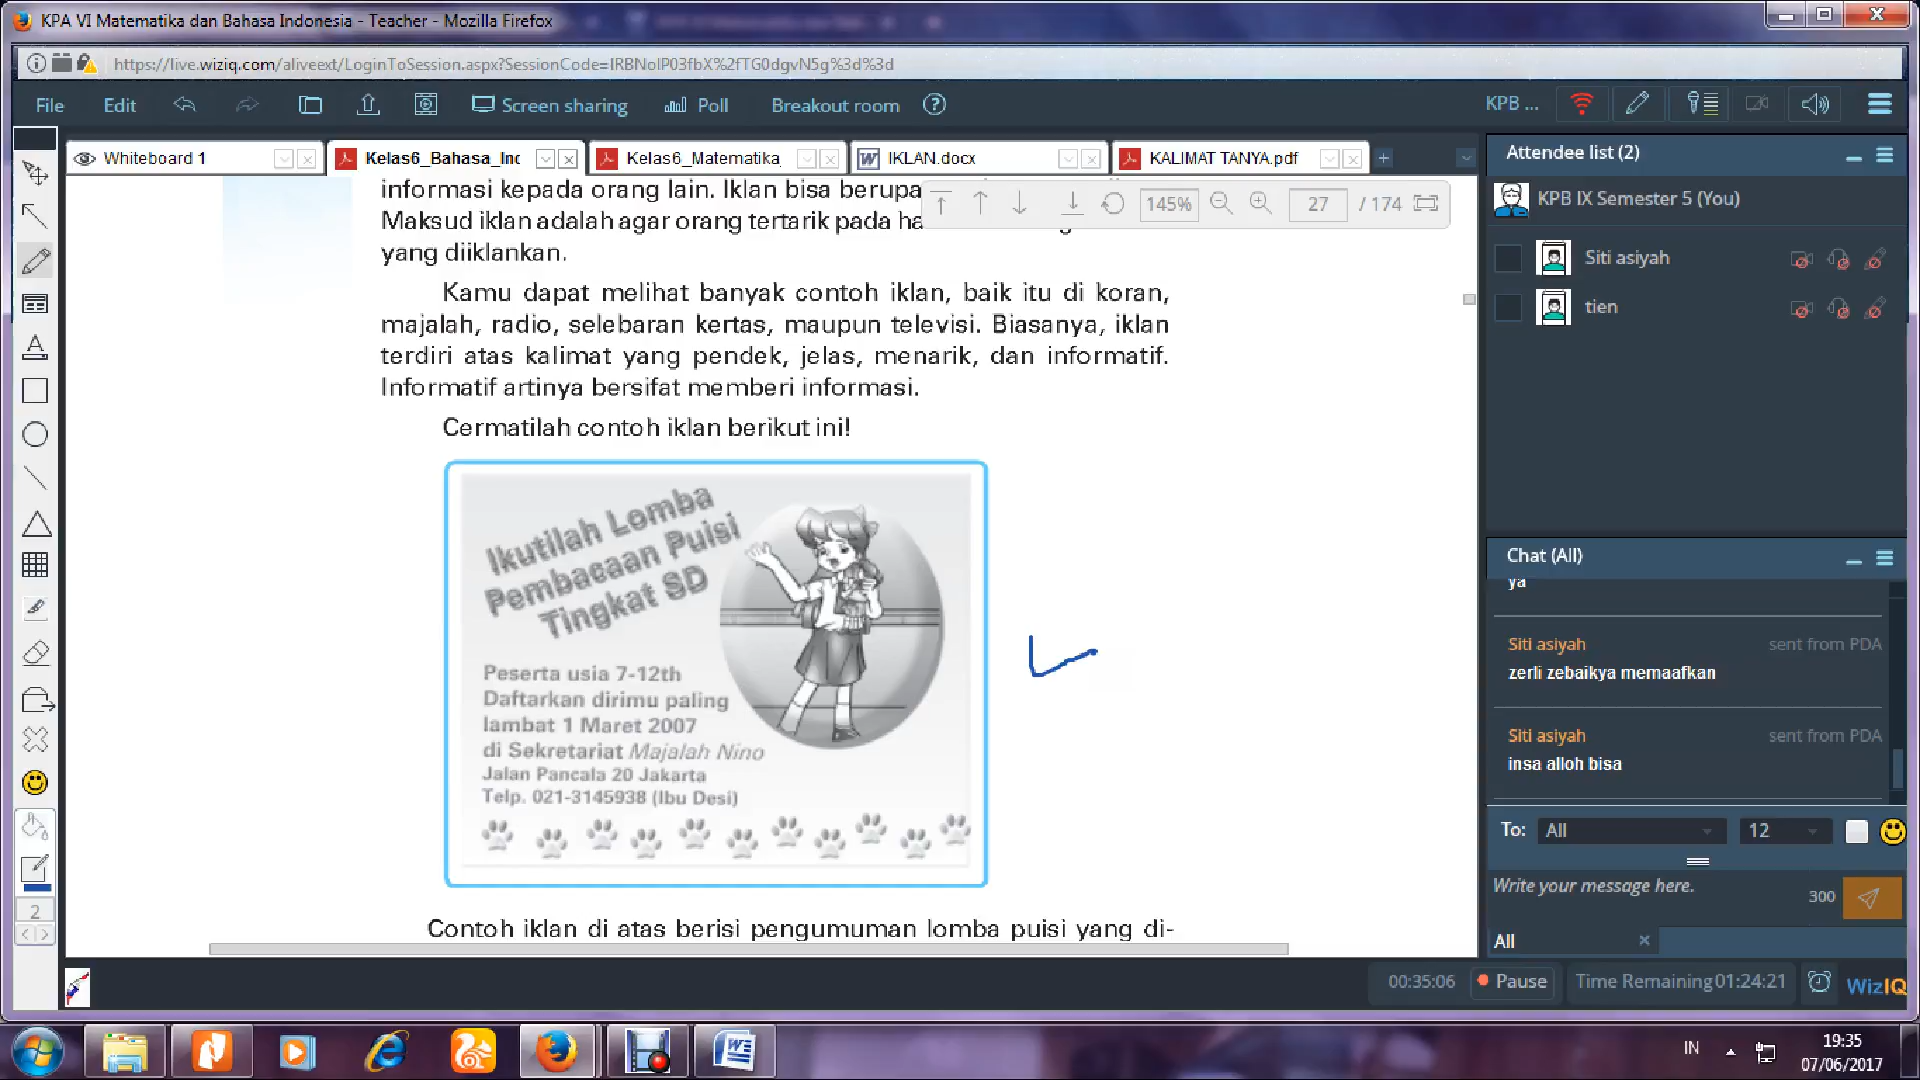 KPA VI Matematika dan Bahasa Indonesia - Teacher - Mozilla Firefox
https://live.wiziq.com/aliveext/LoginToSession.aspx?SessionCode=IRBNolP03fbX%2fTG0dgvN5g%3d%3d
File Edit Screen sharing Poll Breakout room KPB ...
Whiteboard 1 Kelas6_Bahasa_Inc Kelas6_Matematika_ IKLAN.docx KALIMAT TANYA.pdf
145% 27 / 174
informasi kepada orang lain. Iklan bisa berupa
Maksud iklan adalah agar orang tertarik pada ha
yang diiklankan.
Kamu dapat melihat banyak contoh iklan, baik itu di koran,
majalah, radio, selebaran kertas, maupun televisi. Biasanya, iklan
terdiri atas kalimat yang pendek, jelas, menarik, dan informatif.
Informatif artinya bersifat memberi informasi.
Cermatilah contoh iklan berikut ini!
Ikutilah Lomba
Pembacaan Puisi
Tingkat SD
Peserta usia 7-12th
Daftarkan dirimu paling
lambat 1 Maret 2007
di Sekretariat Majalah Nino
Jalan Pancala 20 Jakarta
Telp. 021-3145938 (Ibu Desi)
Contoh iklan di atas berisi pengumuman lomba puisi yang di-
2
Attendee list (2)
KPB IX Semester 5 (You)
Siti asiyah
tien
Chat (All)
ya
Siti asiyah sent from PDA
zerli zebaikya memaafkan
Siti asiyah sent from PDA
insa alloh bisa
To: All 12
Write your message here. 300
All
00:35:06 Pause Time Remaining 01:24:21 WizIQ
IN 19:35
07/06/2017